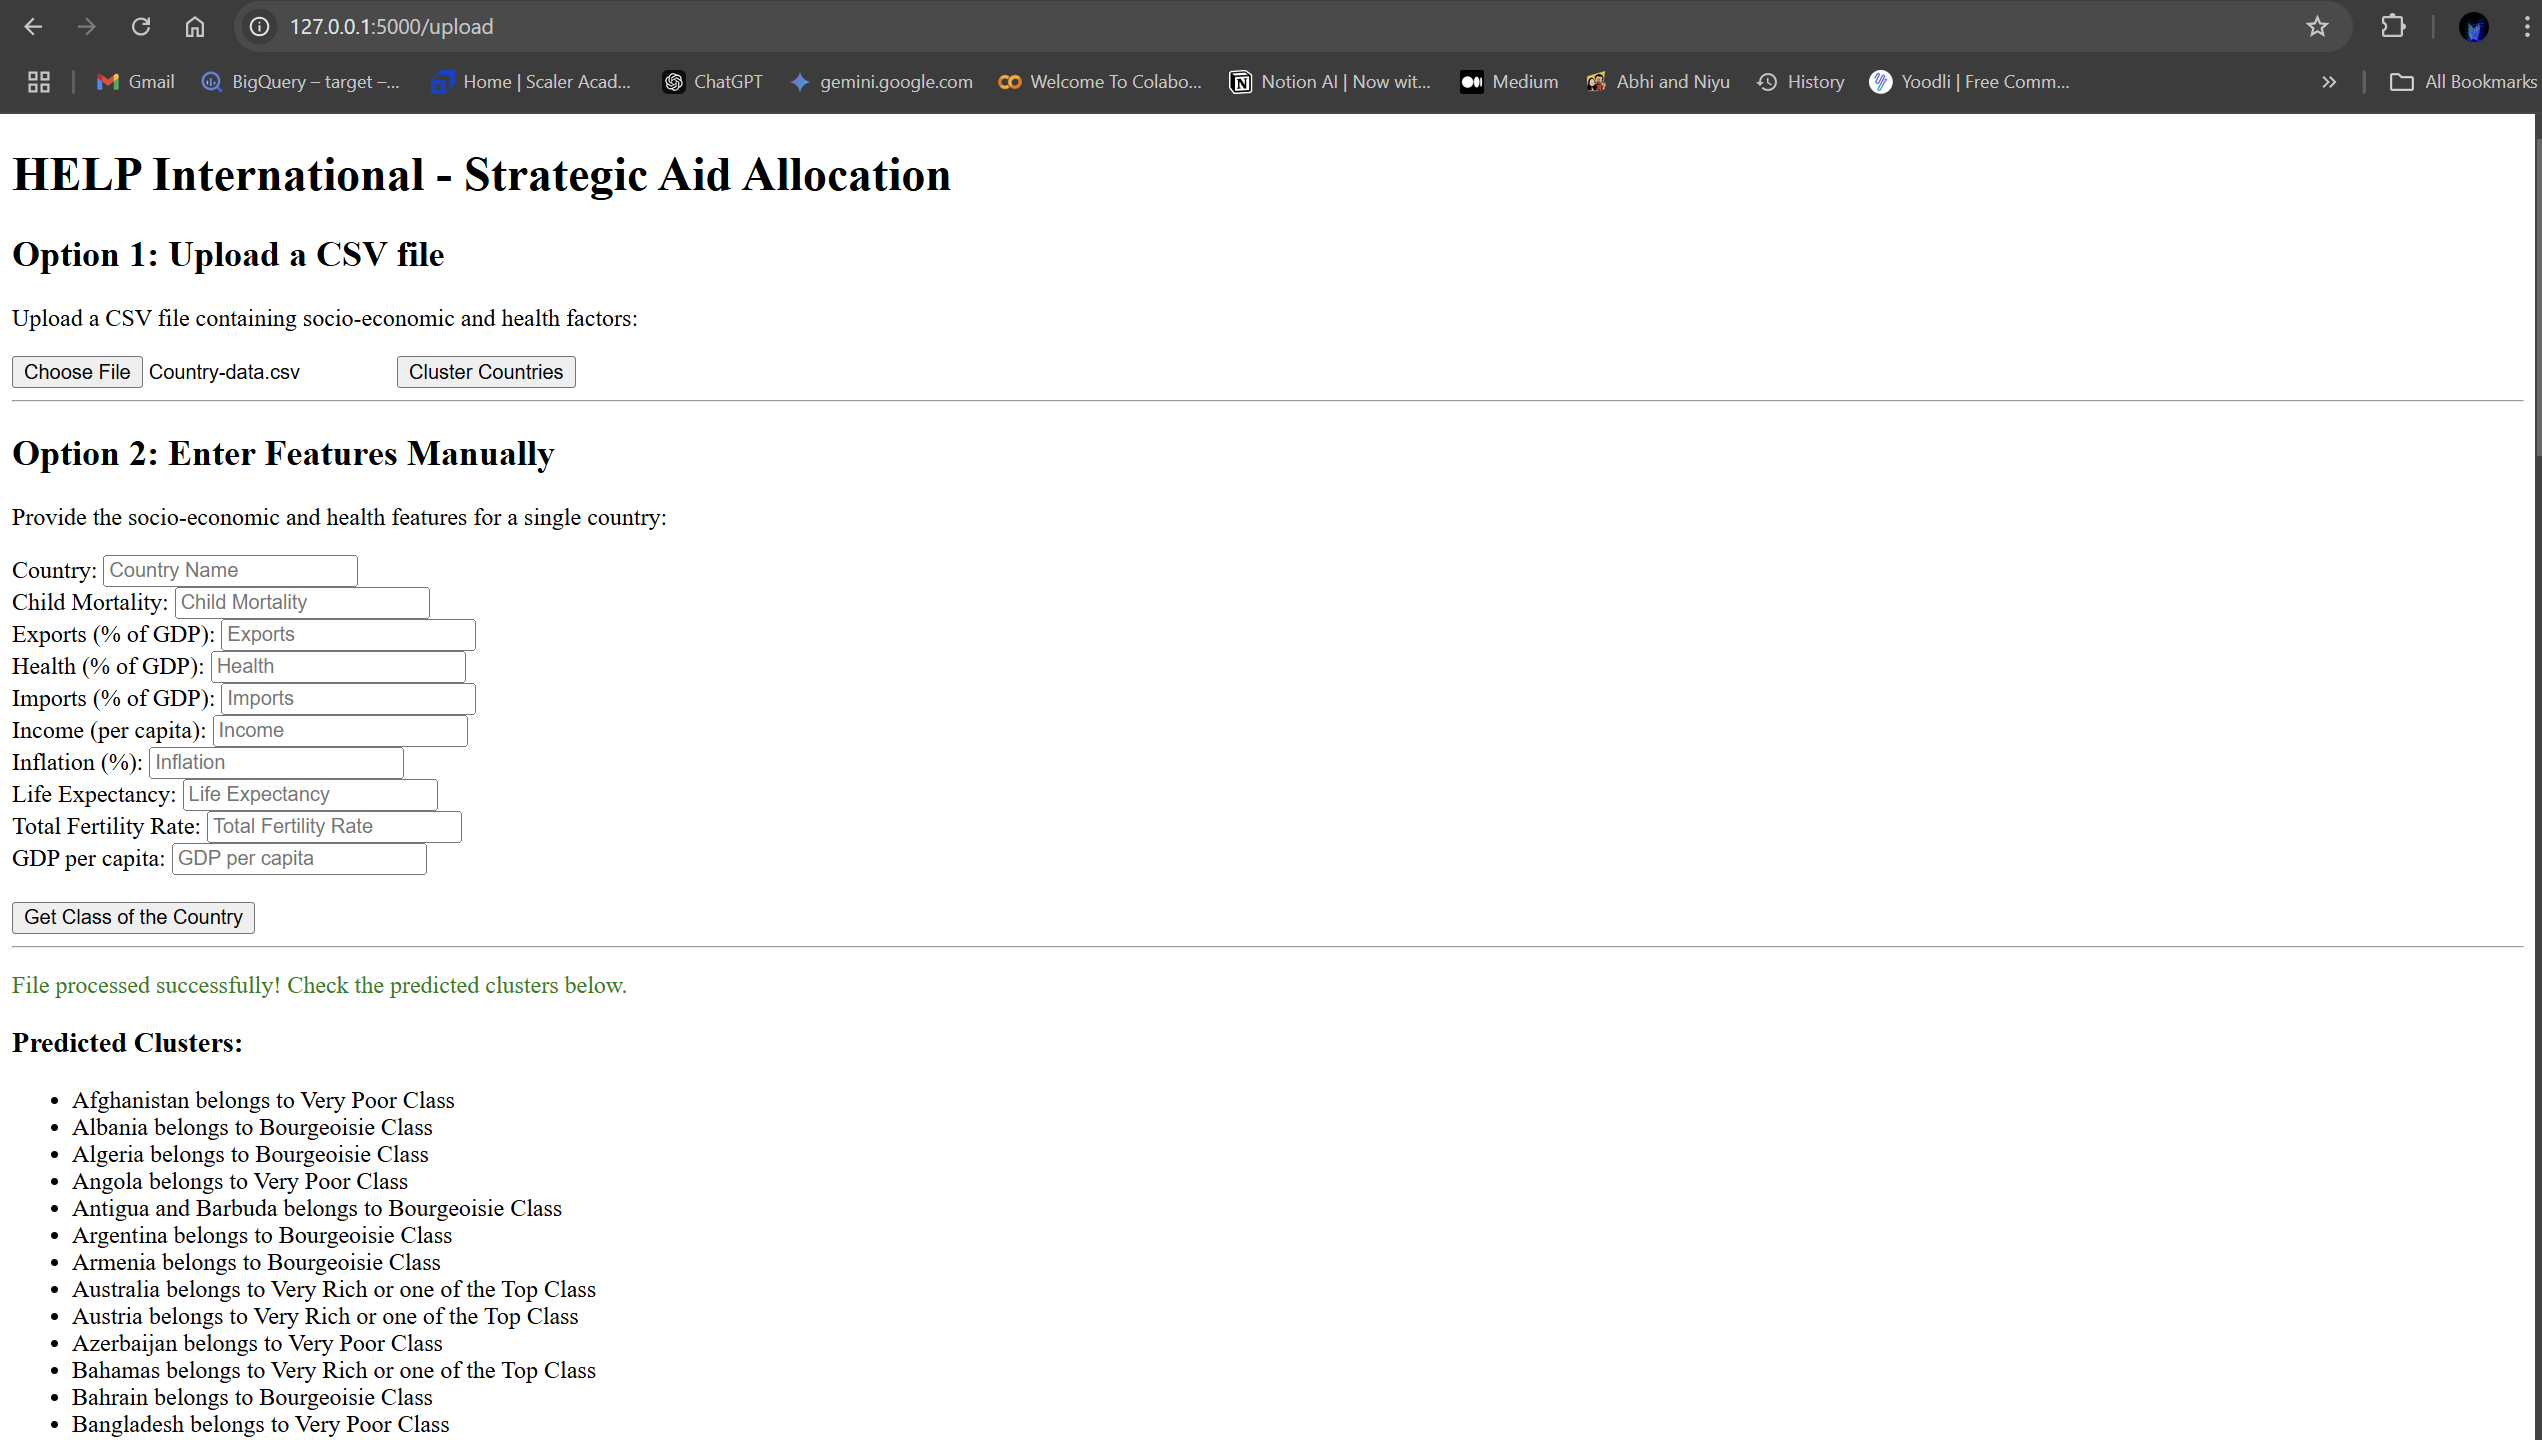 127.0.0.1:5000/upload
Gmail BigQuery – target –... Home | Scaler Acad... ChatGPT gemini.google.com Welcome To Colabo... Notion AI | Now wit... Medium Abhi and Niyu History Yoodli | Free Comm... » All Bookmarks
HELP International - Strategic Aid Allocation
Option 1: Upload a CSV file
Upload a CSV file containing socio-economic and health factors:
Choose File Country-data.csv Cluster Countries
Option 2: Enter Features Manually
Provide the socio-economic and health features for a single country:
Country: Country Name
Child Mortality: Child Mortality
Exports (% of GDP): Exports
Health (% of GDP): Health
Imports (% of GDP): Imports
Income (per capita): Income
Inflation (%): Inflation
Life Expectancy: Life Expectancy
Total Fertility Rate: Total Fertility Rate
GDP per capita: GDP per capita
Get Class of the Country
File processed successfully! Check the predicted clusters below.
Predicted Clusters:
• Afghanistan belongs to Very Poor Class
• Albania belongs to Bourgeoisie Class
• Algeria belongs to Bourgeoisie Class
• Angola belongs to Very Poor Class
• Antigua and Barbuda belongs to Bourgeoisie Class
• Argentina belongs to Bourgeoisie Class
• Armenia belongs to Bourgeoisie Class
• Australia belongs to Very Rich or one of the Top Class
• Austria belongs to Very Rich or one of the Top Class
• Azerbaijan belongs to Very Poor Class
• Bahamas belongs to Very Rich or one of the Top Class
• Bahrain belongs to Bourgeoisie Class
• Bangladesh belongs to Very Poor Class